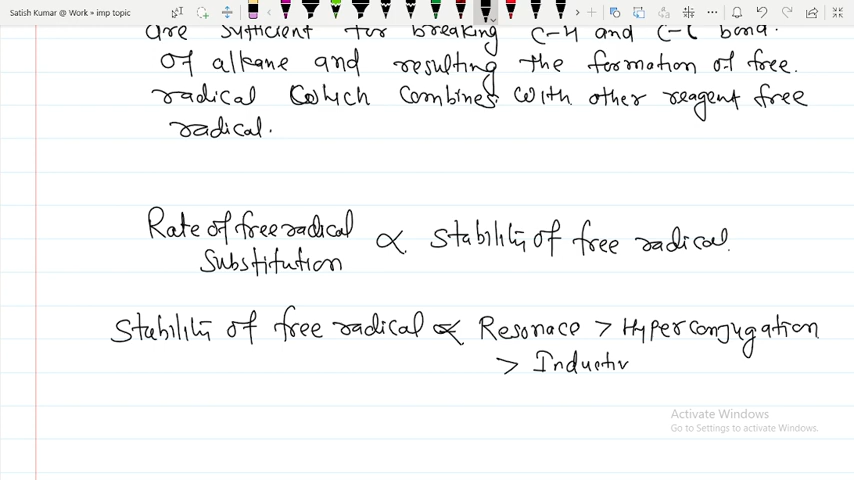 Satish Kumar @ Work » imp topic
are sufficient for breaking C-H and C-C bond.
Of alkane and resulting the formation of free
radical which combines with other reagent free
radical.
Rate of free radical
Substitution ∝ Stability of free radical.
Stability of free radical ∝ Resonace > Hyperconjugation
> Inductiv
Activate Windows
Go to Settings to activate Windows.